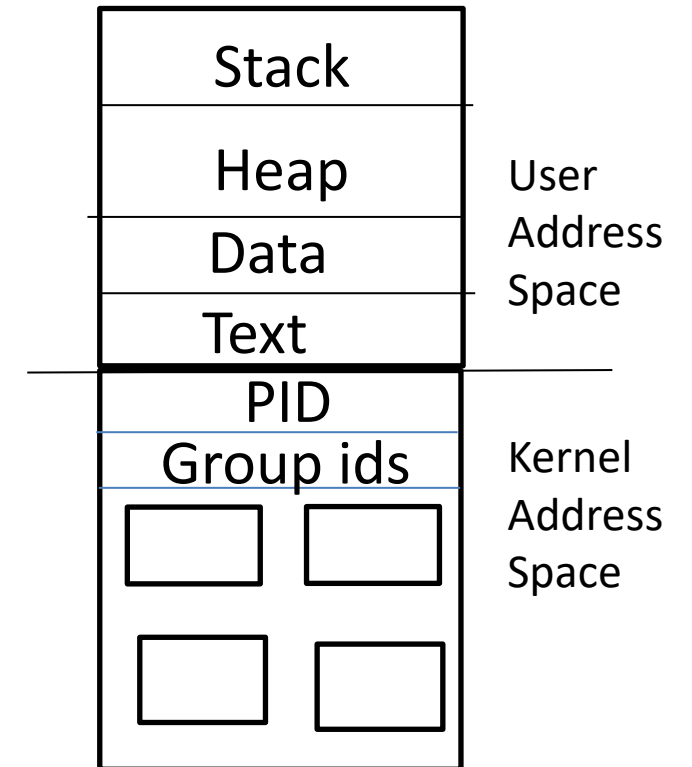 Stack
Heap
Data
Text
User
Address
Space
PID
Group ids
Kernel
Address
Space